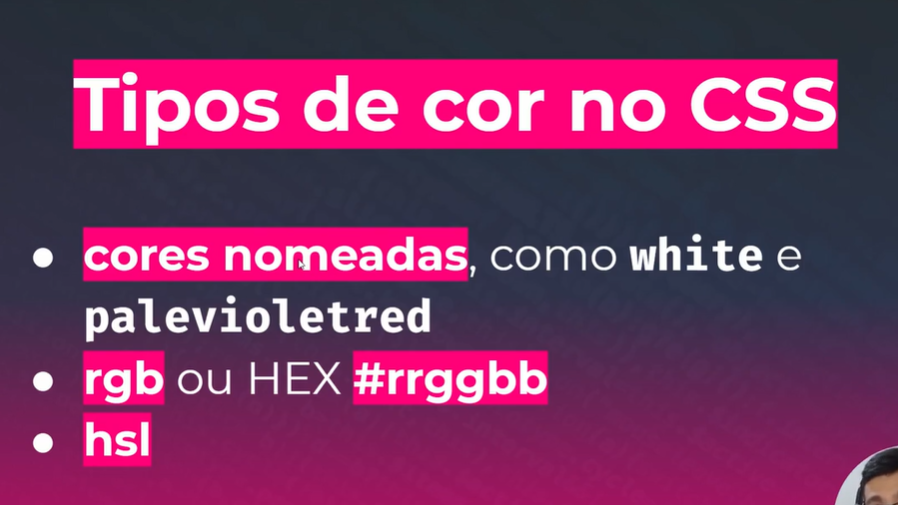 Tipos de cor no CSS
● cores nomeadas, como white e
palevioletred
● rgb ou HEX #rrggbb
● hsl